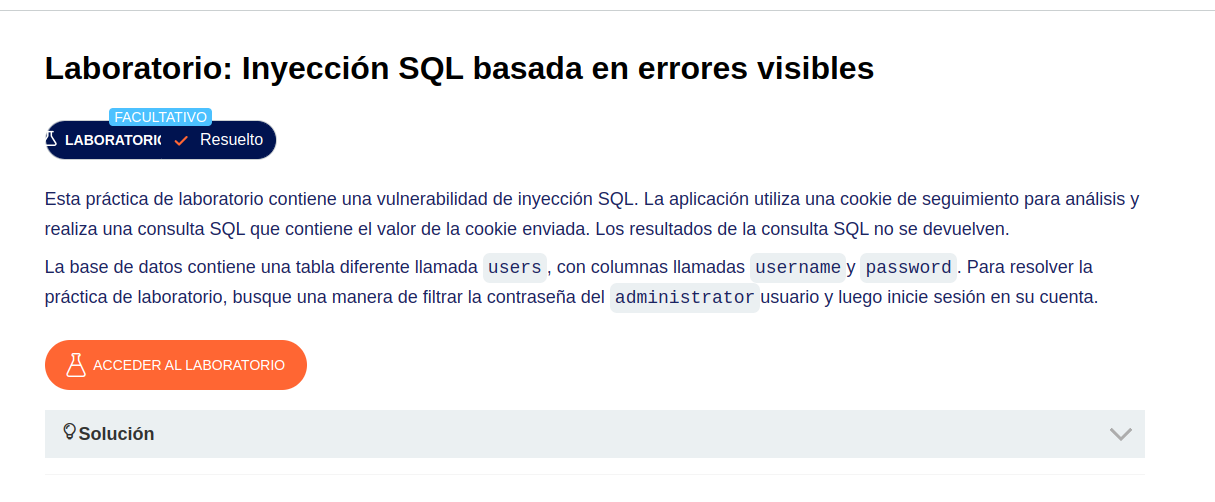 Laboratorio: Inyección SQL basada en errores visibles
FACULTATIVO
LABORATORIO Resuelto
Esta práctica de laboratorio contiene una vulnerabilidad de inyección SQL. La aplicación utiliza una cookie de seguimiento para análisis y
realiza una consulta SQL que contiene el valor de la cookie enviada. Los resultados de la consulta SQL no se devuelven.
La base de datos contiene una tabla diferente llamada users, con columnas llamadas username y password. Para resolver la
práctica de laboratorio, busque una manera de filtrar la contraseña del administrator usuario y luego inicie sesión en su cuenta.
ACCEDER AL LABORATORIO
Solución